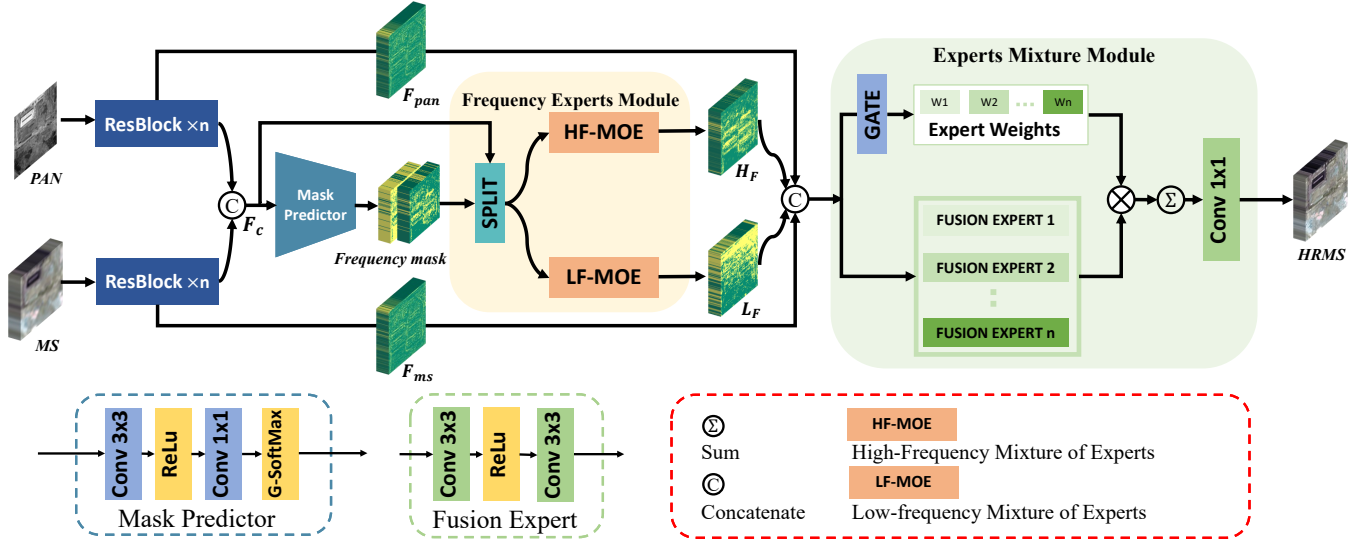 PAN
ResBlock ×n
F_pan
Frequency Experts Module
HF-MOE
H_F
Experts Mixture Module
GATE
W1 W2 ... Wn
Expert Weights
C
F_c
Mask
Predictor
Frequency mask
SPLIT
C
Σ
Conv 1x1
HRMS
MS
ResBlock ×n
LF-MOE
L_F
F_ms
FUSION EXPERT 1
FUSION EXPERT 2
FUSION EXPERT n
Conv 3x3
ReLu
Conv 1x1
G-SoftMax
Mask Predictor
Conv 3x3
ReLu
Conv 3x3
Fusion Expert
Σ
Sum
HF-MOE
High-Frequency Mixture of Experts
C
Concatenate
LF-MOE
Low-frequency Mixture of Experts